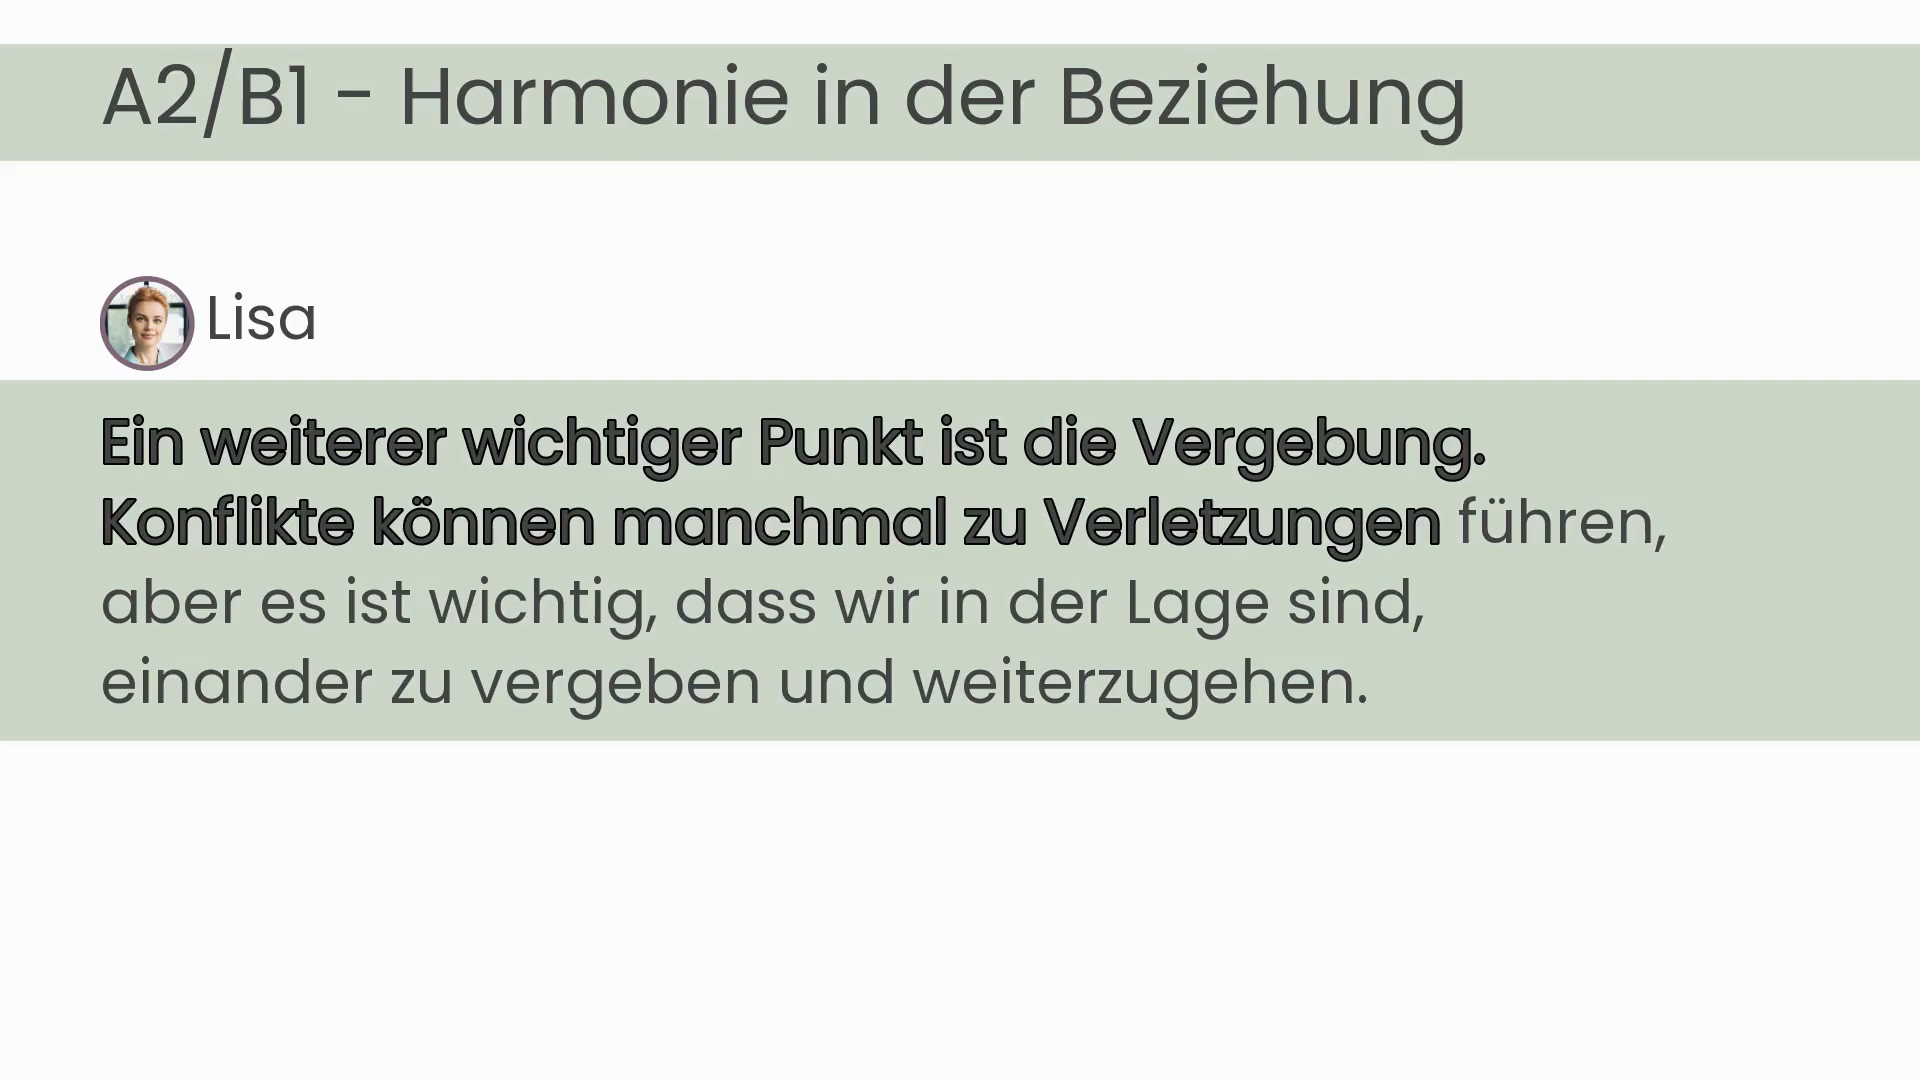 A2/B1 - Harmonie in der Beziehung
Lisa
Ein weiterer wichtiger Punkt ist die Vergebung.
Konflikte können manchmal zu Verletzungen führen,
aber es ist wichtig, dass wir in der Lage sind,
einander zu vergeben und weiterzugehen.